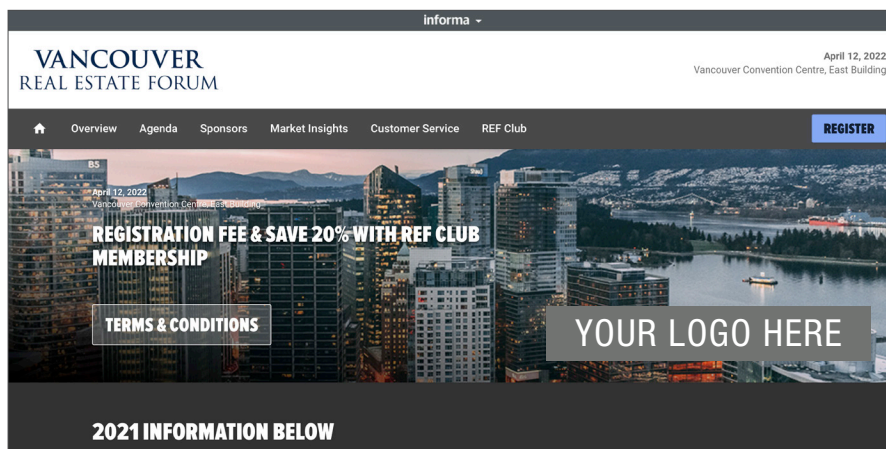 informa
VANCOUVER
REAL ESTATE FORUM
April 12, 2022
Vancouver Convention Centre, East Building
Overview Agenda Sponsors Market Insights Customer Service REF Club
REGISTER
B5
April 12, 2022
Vancouver Convention Centre, East Building
REGISTRATION FEE & SAVE 20% WITH REF CLUB
MEMBERSHIP
TERMS & CONDITIONS
YOUR LOGO HERE
2021 INFORMATION BELOW